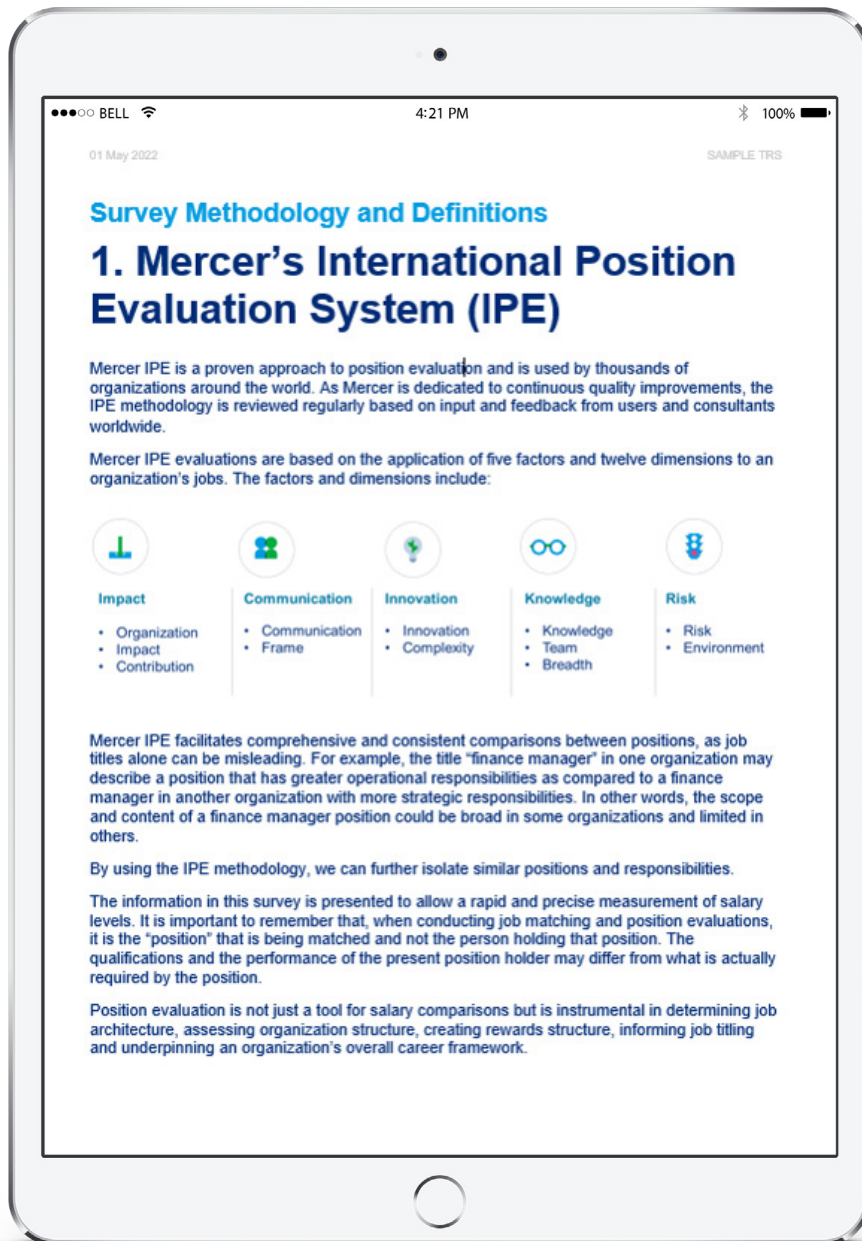 BELL 4:21 PM 100%
01 May 2022 SAMPLE TRS
Survey Methodology and Definitions
1. Mercer's International Position
Evaluation System (IPE)
Mercer IPE is a proven approach to position evaluation and is used by thousands of
organizations around the world. As Mercer is dedicated to continuous quality improvements, the
IPE methodology is reviewed regularly based on input and feedback from users and consultants
worldwide.
Mercer IPE evaluations are based on the application of five factors and twelve dimensions to an
organization's jobs. The factors and dimensions include:
Impact
• Organization
• Impact
• Contribution
Communication
• Communication
• Frame
Innovation
• Innovation
• Complexity
Knowledge
• Knowledge
• Team
• Breadth
Risk
• Risk
• Environment
Mercer IPE facilitates comprehensive and consistent comparisons between positions, as job
titles alone can be misleading. For example, the title “finance manager” in one organization may
describe a position that has greater operational responsibilities as compared to a finance
manager in another organization with more strategic responsibilities. In other words, the scope
and content of a finance manager position could be broad in some organizations and limited in
others.
By using the IPE methodology, we can further isolate similar positions and responsibilities.
The information in this survey is presented to allow a rapid and precise measurement of salary
levels. It is important to remember that, when conducting job matching and position evaluations,
it is the “position” that is being matched and not the person holding that position. The
qualifications and the performance of the present position holder may differ from what is actually
required by the position.
Position evaluation is not just a tool for salary comparisons but is instrumental in determining job
architecture, assessing organization structure, creating rewards structure, informing job titling
and underpinning an organization's overall career framework.